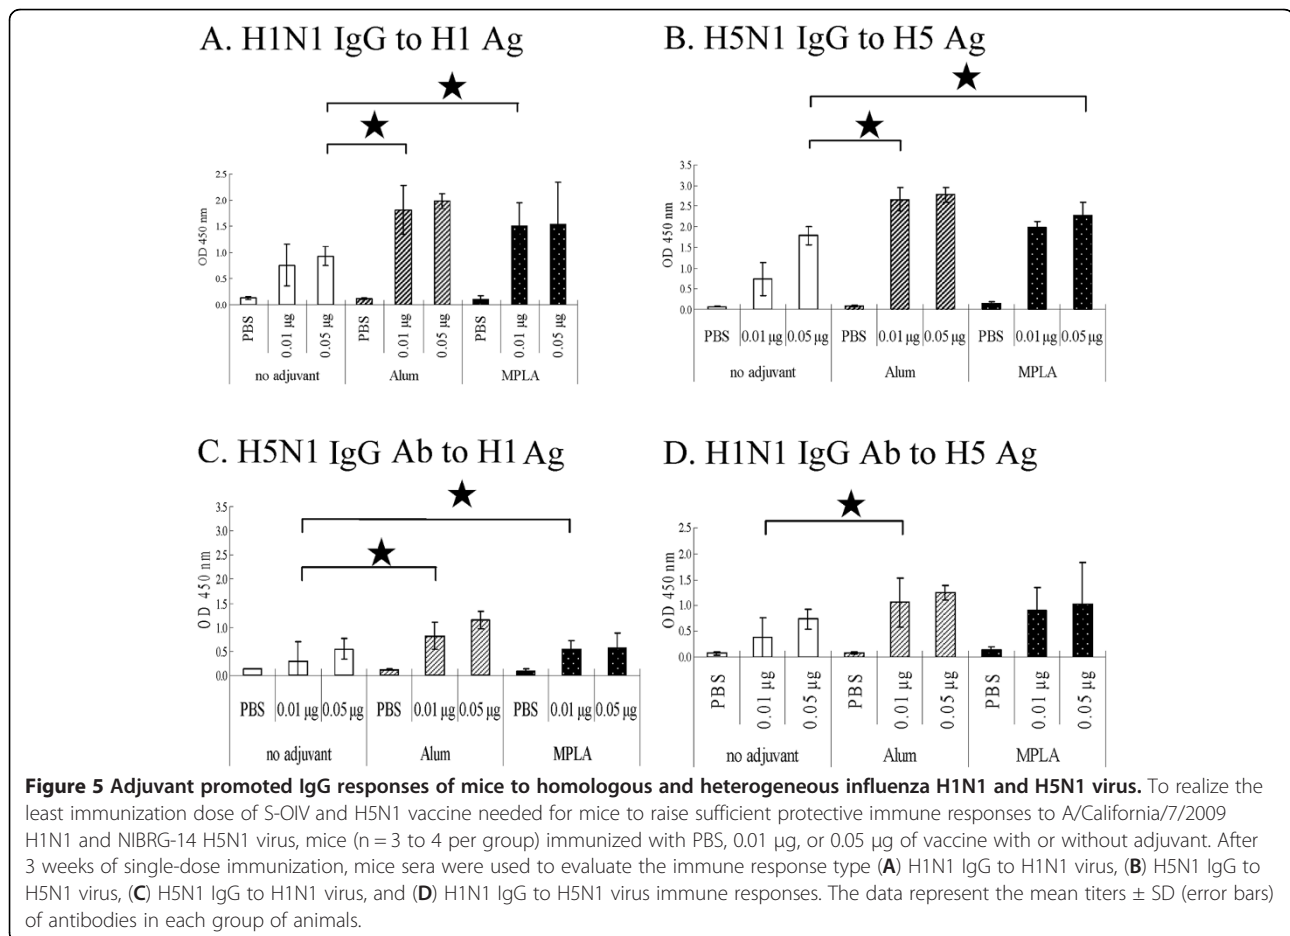 A. H1N1 IgG to H1 Ag
OD 450 nm
2.5
2.0
1.5
1.0
0.5
0.0
PBS 0.01 µg 0.05 µg PBS 0.01 µg 0.05 µg PBS 0.01 µg 0.05 µg
no adjuvant Alum MPLA
B. H5N1 IgG to H5 Ag
OD 450 nm
3.5
3.0
2.5
2.0
1.5
1.0
0.5
0.0
PBS 0.01 µg 0.05 µg PBS 0.01 µg 0.05 µg PBS 0.01 µg 0.05 µg
no adjuvant Alum MPLA
C. H5N1 IgG Ab to H1 Ag
OD 450 nm
3.5
3.0
2.5
2.0
1.5
1.0
0.5
0.0
PBS 0.01 µg 0.05 µg PBS 0.01 µg 0.05 µg PBS 0.01 µg 0.05 µg
no adjuvant Alum MPLA
D. H1N1 IgG Ab to H5 Ag
OD 450 nm
2.5
2.0
1.5
1.0
0.5
0.0
PBS 0.01 µg 0.05 µg PBS 0.01 µg 0.05 µg PBS 0.01 µg 0.05 µg
no adjuvant Alum MPLA
Figure 5 Adjuvant promoted IgG responses of mice to homologous and heterogeneous influenza H1N1 and H5N1 virus. To realize the
least immunization dose of S-OIV and H5N1 vaccine needed for mice to raise sufficient protective immune responses to A/California/7/2009
H1N1 and NIBRG-14 H5N1 virus, mice (n = 3 to 4 per group) immunized with PBS, 0.01 µg, or 0.05 µg of vaccine with or without adjuvant. After
3 weeks of single-dose immunization, mice sera were used to evaluate the immune response type (A) H1N1 IgG to H1N1 virus, (B) H5N1 IgG to
H5N1 virus, (C) H5N1 IgG to H1N1 virus, and (D) H1N1 IgG to H5N1 virus immune responses. The data represent the mean titers ± SD (error bars)
of antibodies in each group of animals.